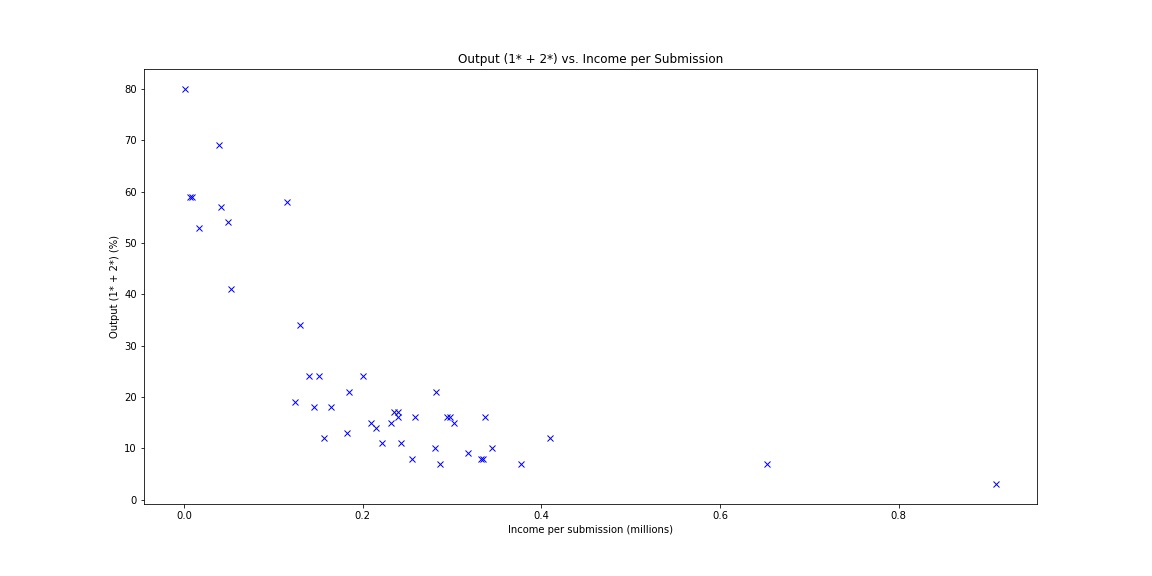 Output (1* + 2*) vs. Income per Submission
Output (1* + 2*) (%)
80
70
60
50
40
30
20
10
0
0.0 0.2 0.4 0.6 0.8
Income per submission (millions)